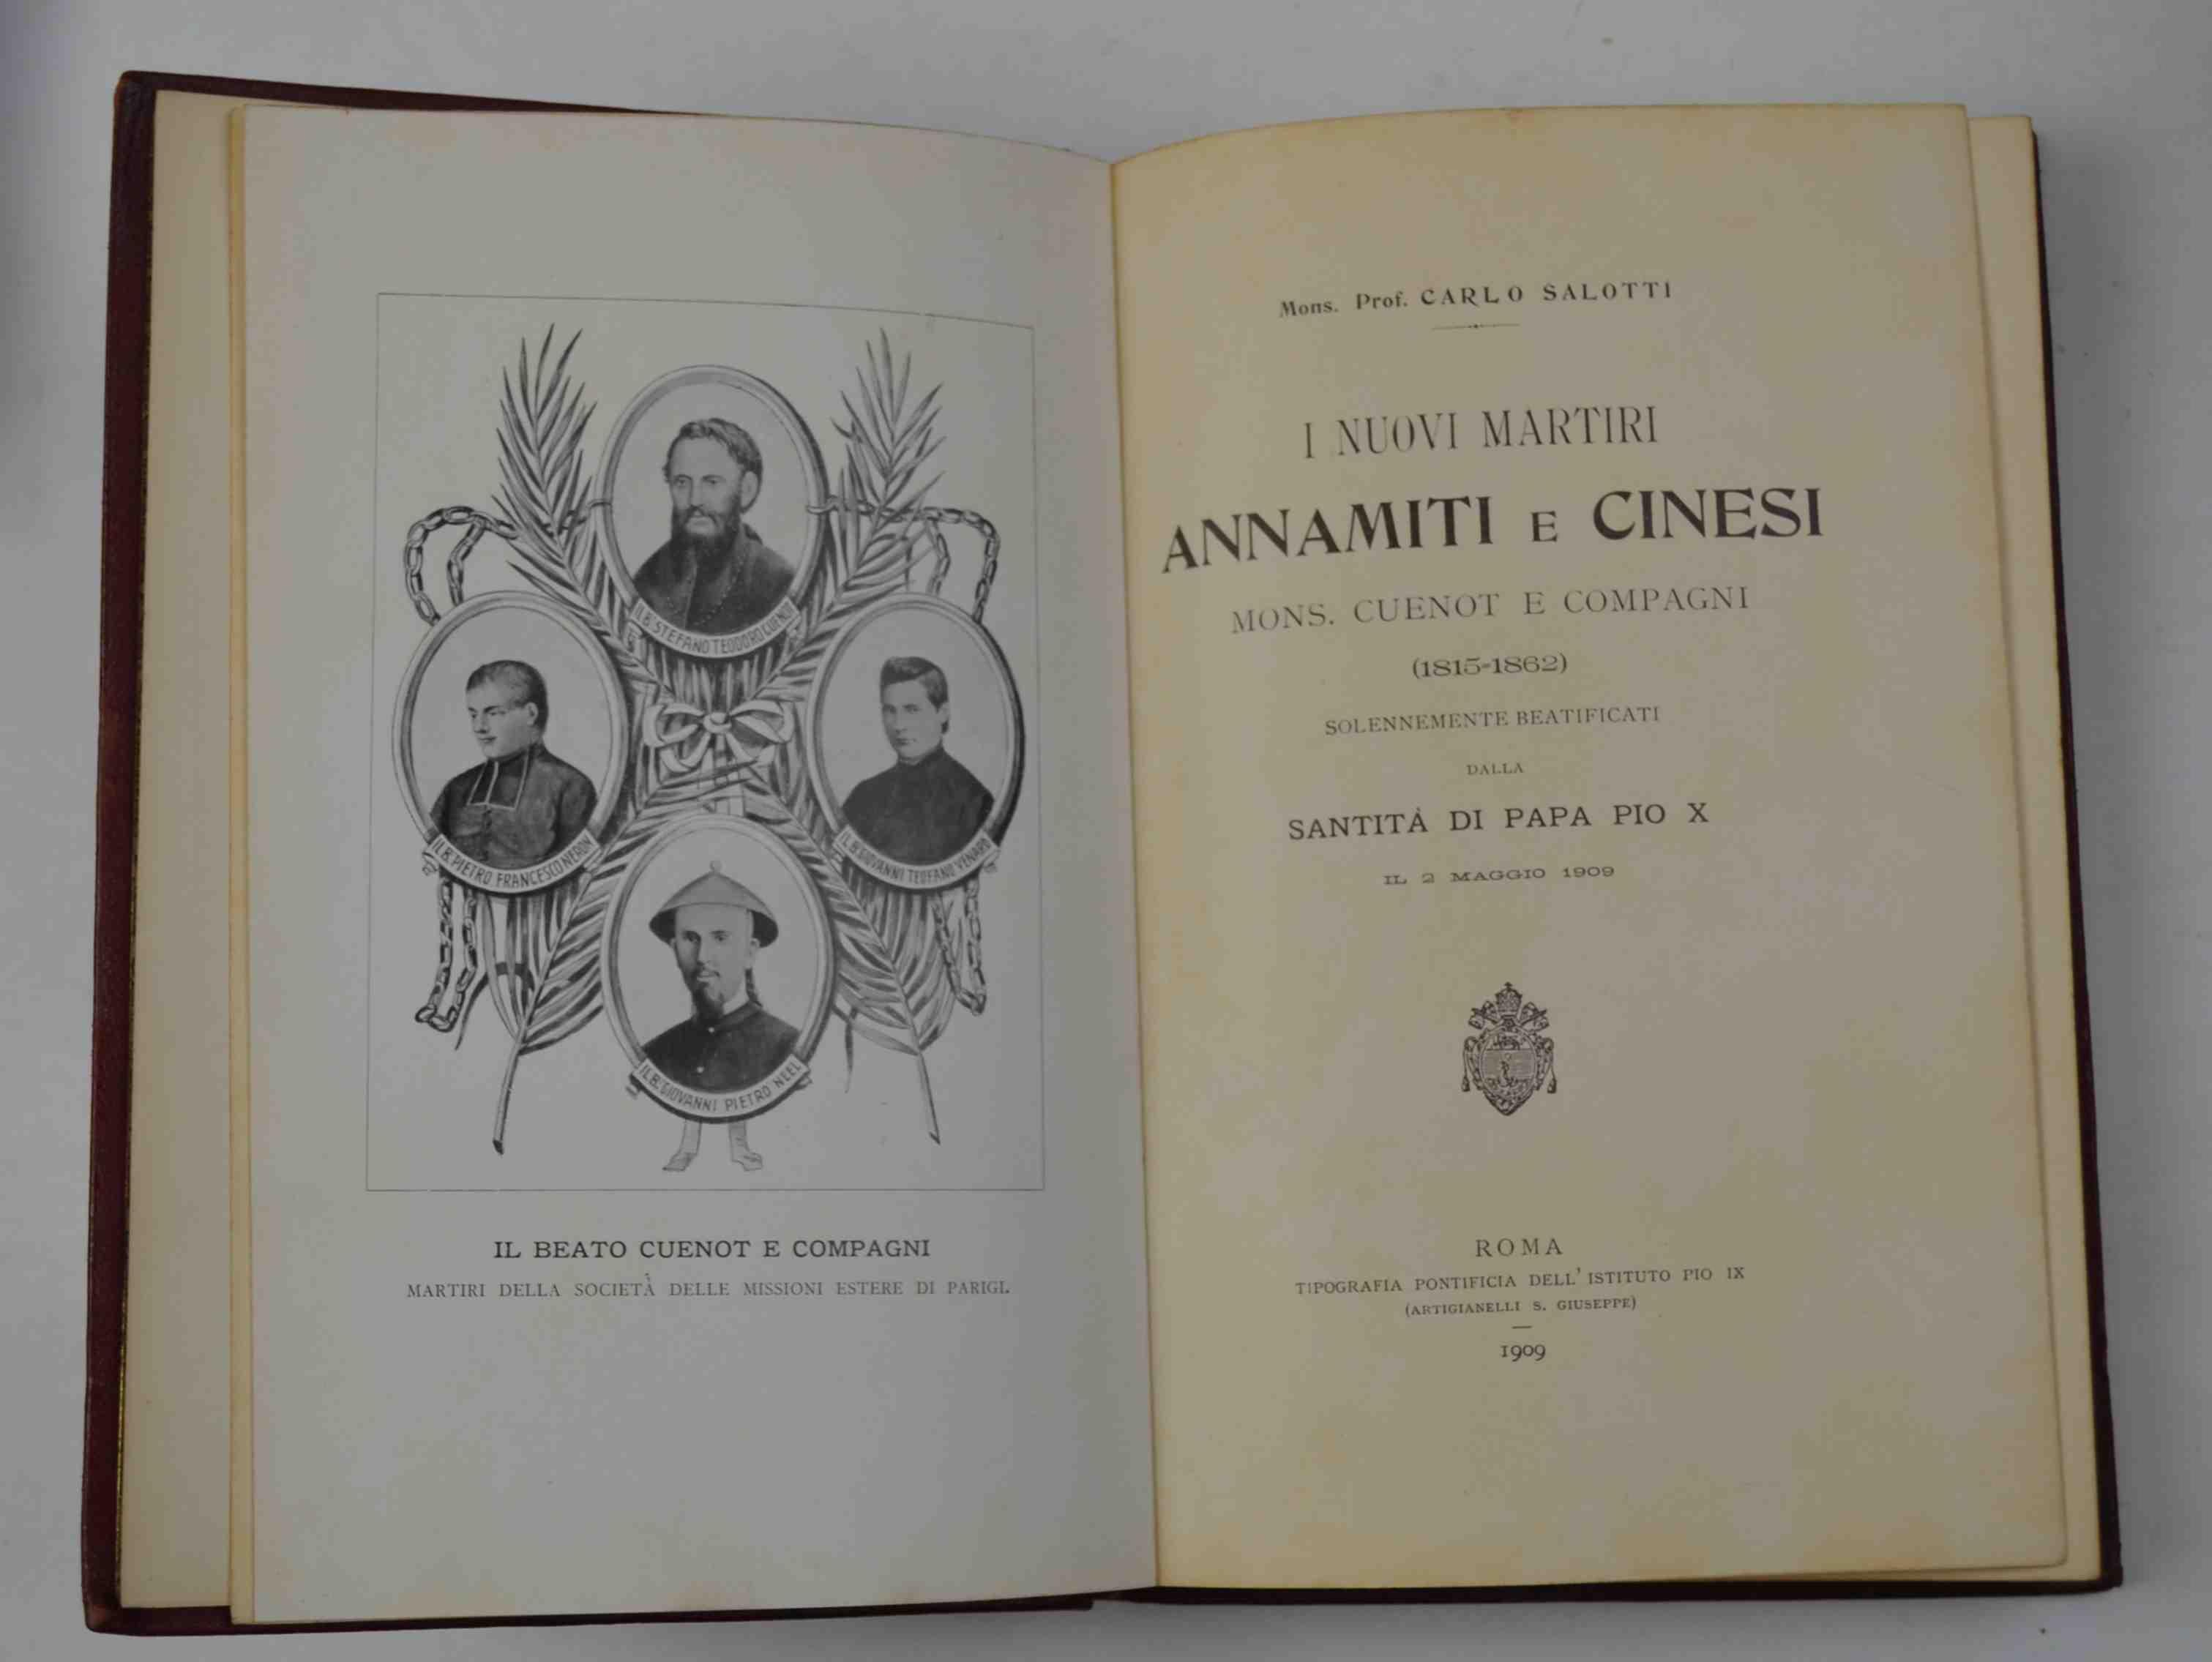 IL B. STEFANO TEODORO CUENOT
IL B. PIETRO FRANCESCO NERON
IL B. GIOVANNI TEOFANO VENARD
IL B. GIOVANNI PIETRO NEEL
IL BEATO CUENOT E COMPAGNI
MARTIRI DELLA SOCIETÀ DELLE MISSIONI ESTERE DI PARIGI.
Mons. Prof. CARLO SALOTTI
I NUOVI MARTIRI
ANNAMITI E CINESI
MONS. CUENOT E COMPAGNI
(1815-1862)
SOLENNEMENTE BEATIFICATI
DALLA
SANTITÀ DI PAPA PIO X
IL 2 MAGGIO 1909
ROMA
TIPOGRAFIA PONTIFICIA DELL' ISTITUTO PIO IX
(ARTIGIANELLI S. GIUSEPPE)
1909